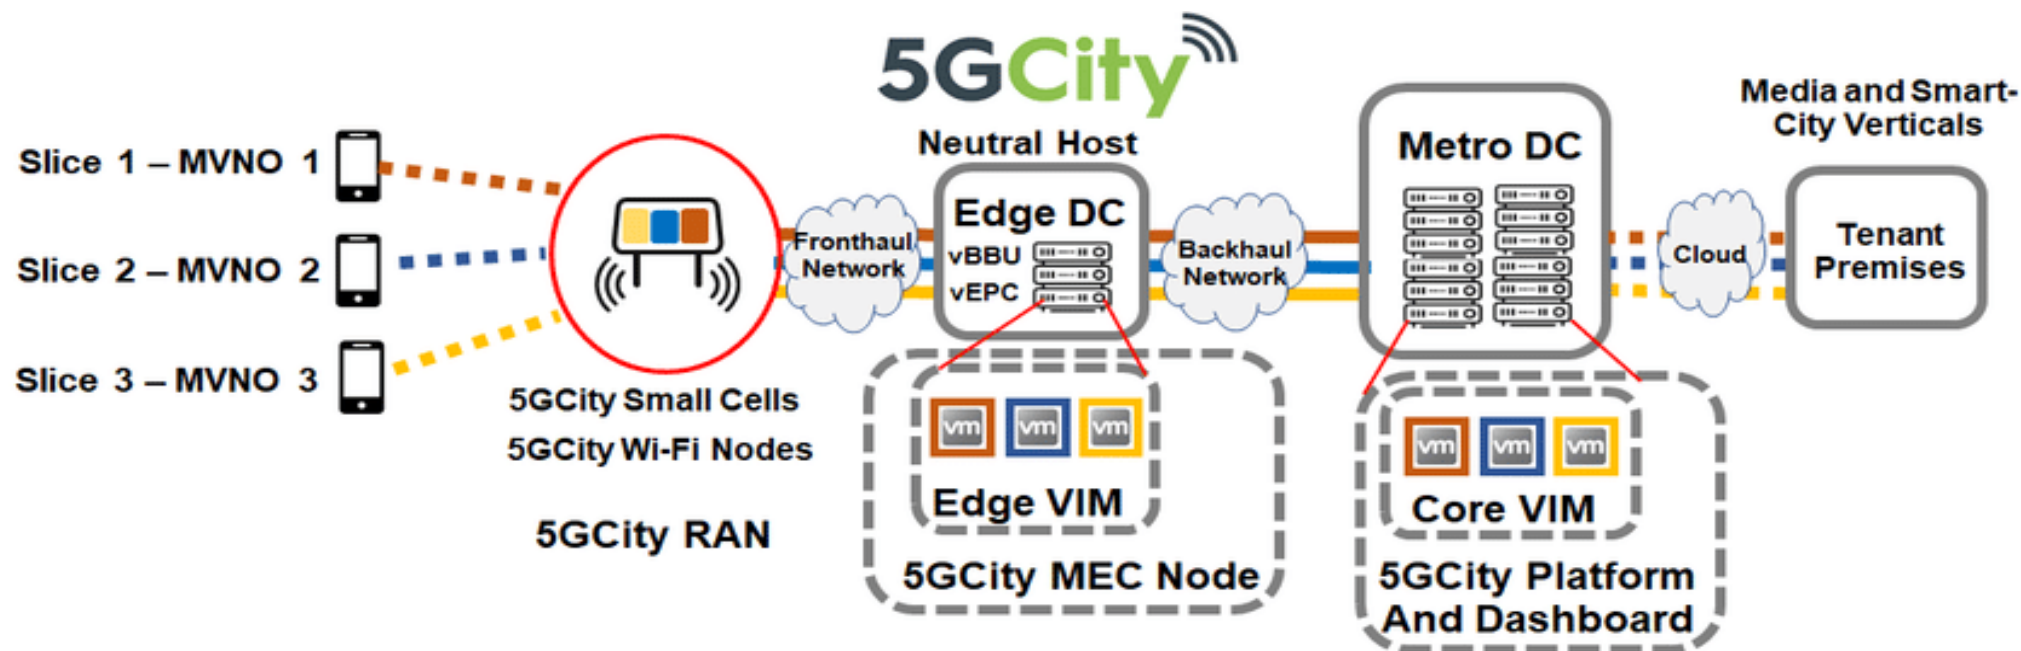 5GCity
Neutral Host
Media and Smart-
City Verticals
Slice 1 – MVNO 1
Slice 2 – MVNO 2
Slice 3 – MVNO 3
5GCity Small Cells
5GCity Wi-Fi Nodes
5GCity RAN
Fronthaul
Network
Edge DC
vBBU
vEPC
Backhaul
Network
Metro DC
Cloud
Tenant
Premises
vm vm vm
Edge VIM
5GCity MEC Node
vm vm vm
Core VIM
5GCity Platform
And Dashboard